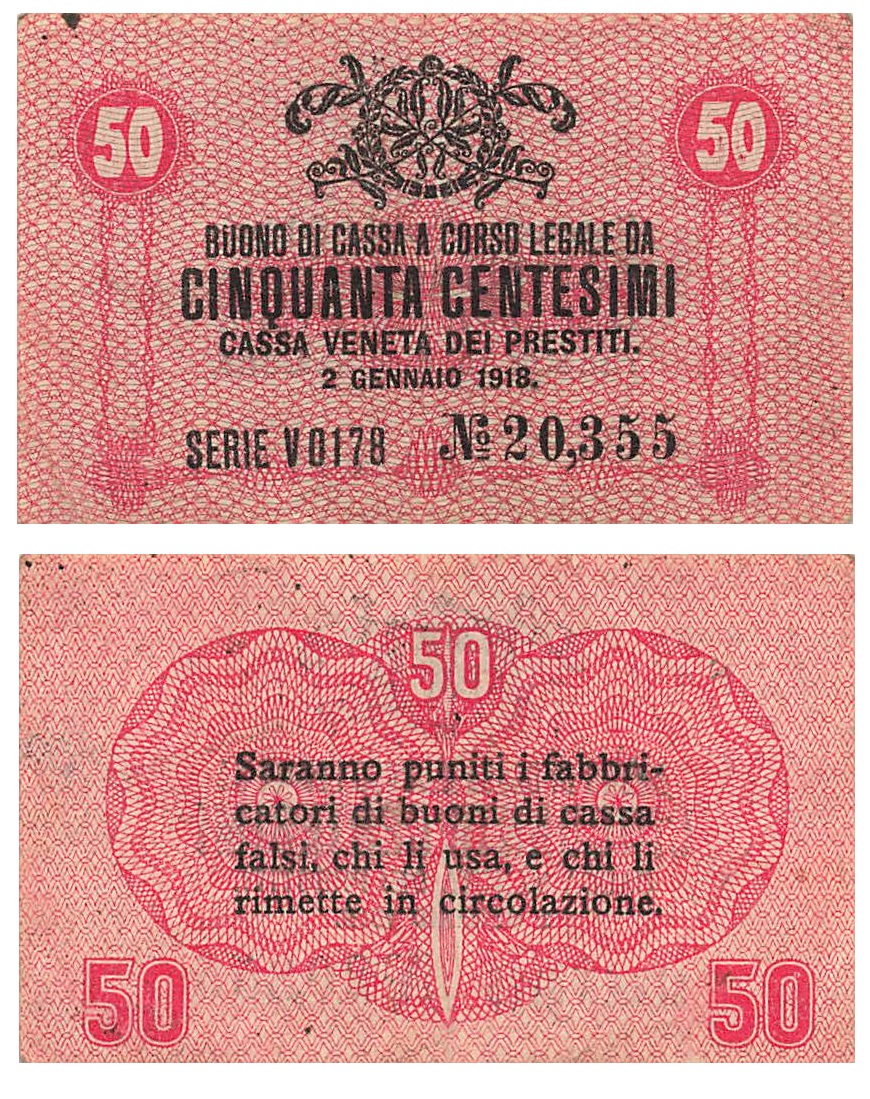 50 50
BUONO DI CASSA A CORSO LEGALE DA
CINQUANTA CENTESIMI
CASSA VENETA DEI PRESTITI.
2 GENNAIO 1918.
SERIE V0178 № 20,355
50
Saranno puniti i fabbri-
catori di buoni di cassa
falsi, chi li usa, e chi li
rimette in circolazione.
50 50